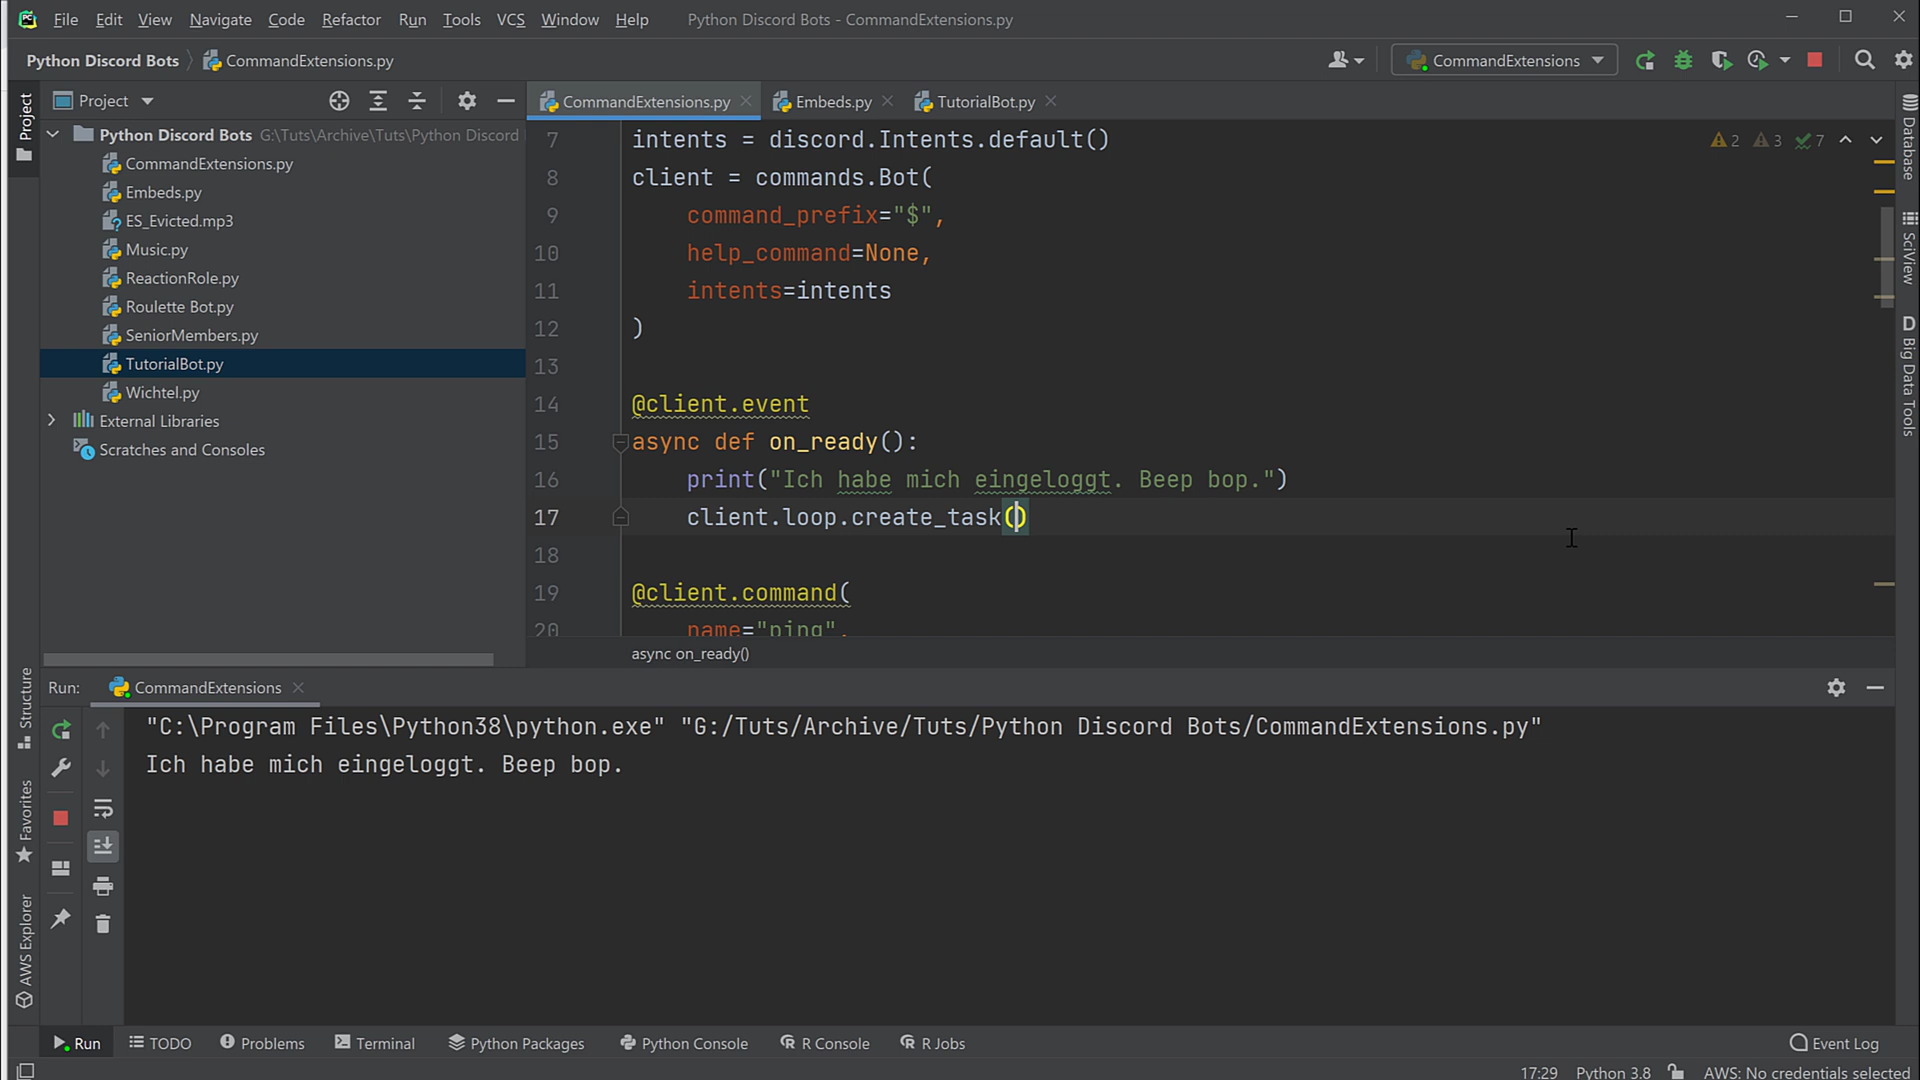 File Edit View Navigate Code Refactor Run Tools VCS Window Help Python Discord Bots - CommandExtensions.py
Python Discord Bots CommandExtensions.py CommandExtensions
Project
Project
CommandExtensions.py Embeds.py TutorialBot.py
Python Discord Bots G:\Tuts\Archive\Tuts\Python Discord
CommandExtensions.py
Embeds.py
ES_Evicted.mp3
Music.py
ReactionRole.py
Roulette Bot.py
SeniorMembers.py
TutorialBot.py
Wichtel.py
External Libraries
Scratches and Consoles
2 3 7
7 intents = discord.Intents.default()
8 client = commands.Bot(
9 command_prefix="$",
10 help_command=None,
11 intents=intents
12 )
13
14 @client.event
15 async def on_ready():
16 print("Ich habe mich eingeloggt. Beep bop.")
17 client.loop.create_task()
18
19 @client.command(
20 name="ping",
async on_ready()
Database
SciView
D Big Data Tools
Structure
Favorites
AWS Explorer
Run: CommandExtensions
"C:\Program Files\Python38\python.exe" "G:/Tuts/Archive/Tuts/Python Discord Bots/CommandExtensions.py"
Ich habe mich eingeloggt. Beep bop.
Run TODO Problems Terminal Python Packages Python Console R Console R Jobs Event Log
17:29 Python 3.8 AWS: No credentials selected